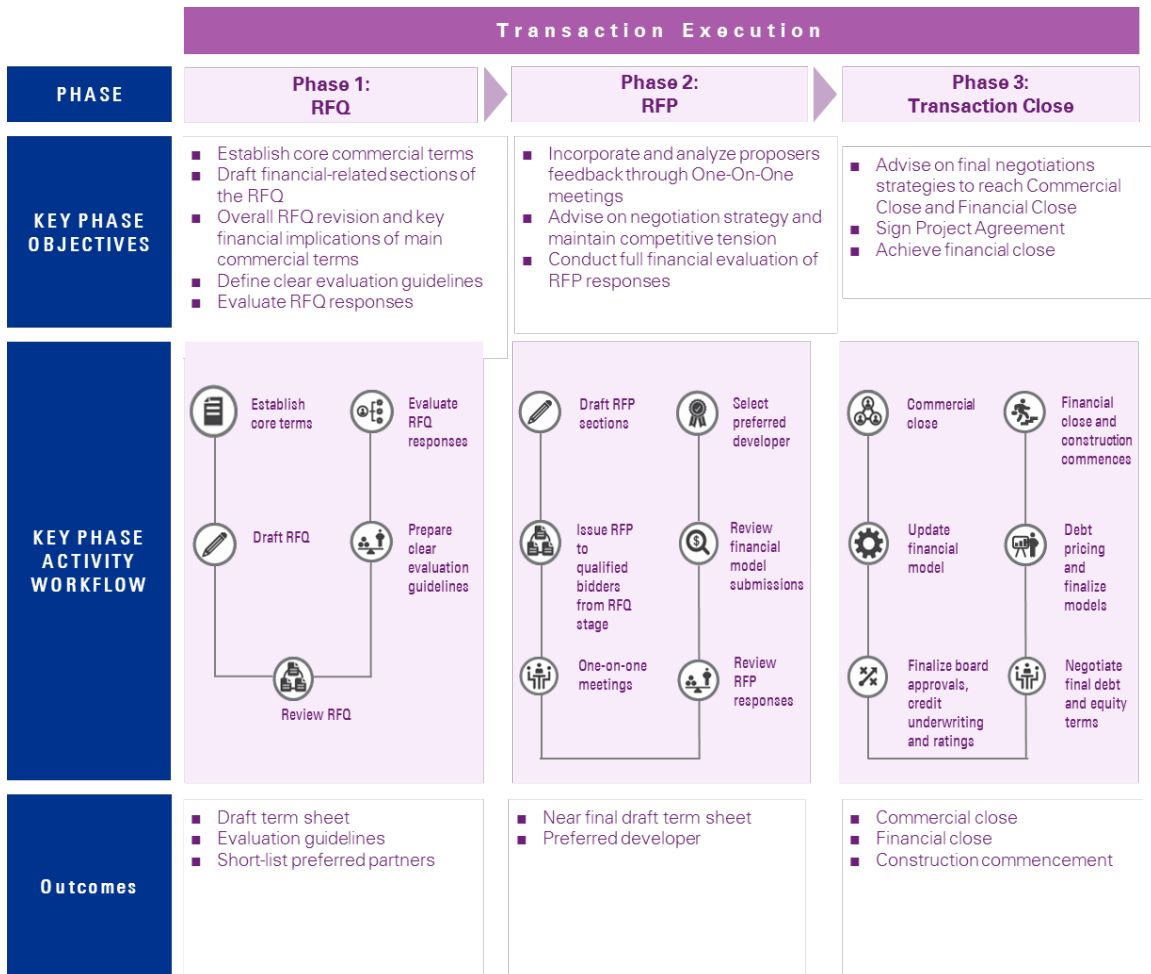 Transaction Execution
PHASE
Phase 1:
RFQ
Phase 2:
RFP
Phase 3:
Transaction Close
KEY PHASE
OBJECTIVES
■ Establish core commercial terms
■ Draft financial-related sections of
the RFQ
■ Overall RFQ revision and key
financial implications of main
commercial terms
■ Define clear evaluation guidelines
■ Evaluate RFQ responses
■ Incorporate and analyze proposers
feedback through One-On-One
meetings
■ Advise on negotiation strategy and
maintain competitive tension
■ Conduct full financial evaluation of
RFP responses
■ Advise on final negotiations
strategies to reach Commercial
Close and Financial Close
■ Sign Project Agreement
■ Achieve financial close
KEY PHASE
ACTIVITY
WORKFLOW
Establish
core terms
Draft RFQ
Review RFQ
Prepare
clear
evaluation
guidelines
Evaluate
RFQ
responses
Draft RFP
sections
Issue RFP
to
qualified
bidders
from RFQ
stage
One-on-one
meetings
Review
RFP
responses
Review
financial
model
submissions
Select
preferred
developer
Commercial
close
Update
financial
model
Finalize board
approvals,
credit
underwriting
and ratings
Negotiate
final debt
and equity
terms
Debt
pricing
and
finalize
models
Financial
close and
construction
commences
Outcomes
■ Draft term sheet
■ Evaluation guidelines
■ Short-list preferred partners
■ Near final draft term sheet
■ Preferred developer
■ Commercial close
■ Financial close
■ Construction commencement